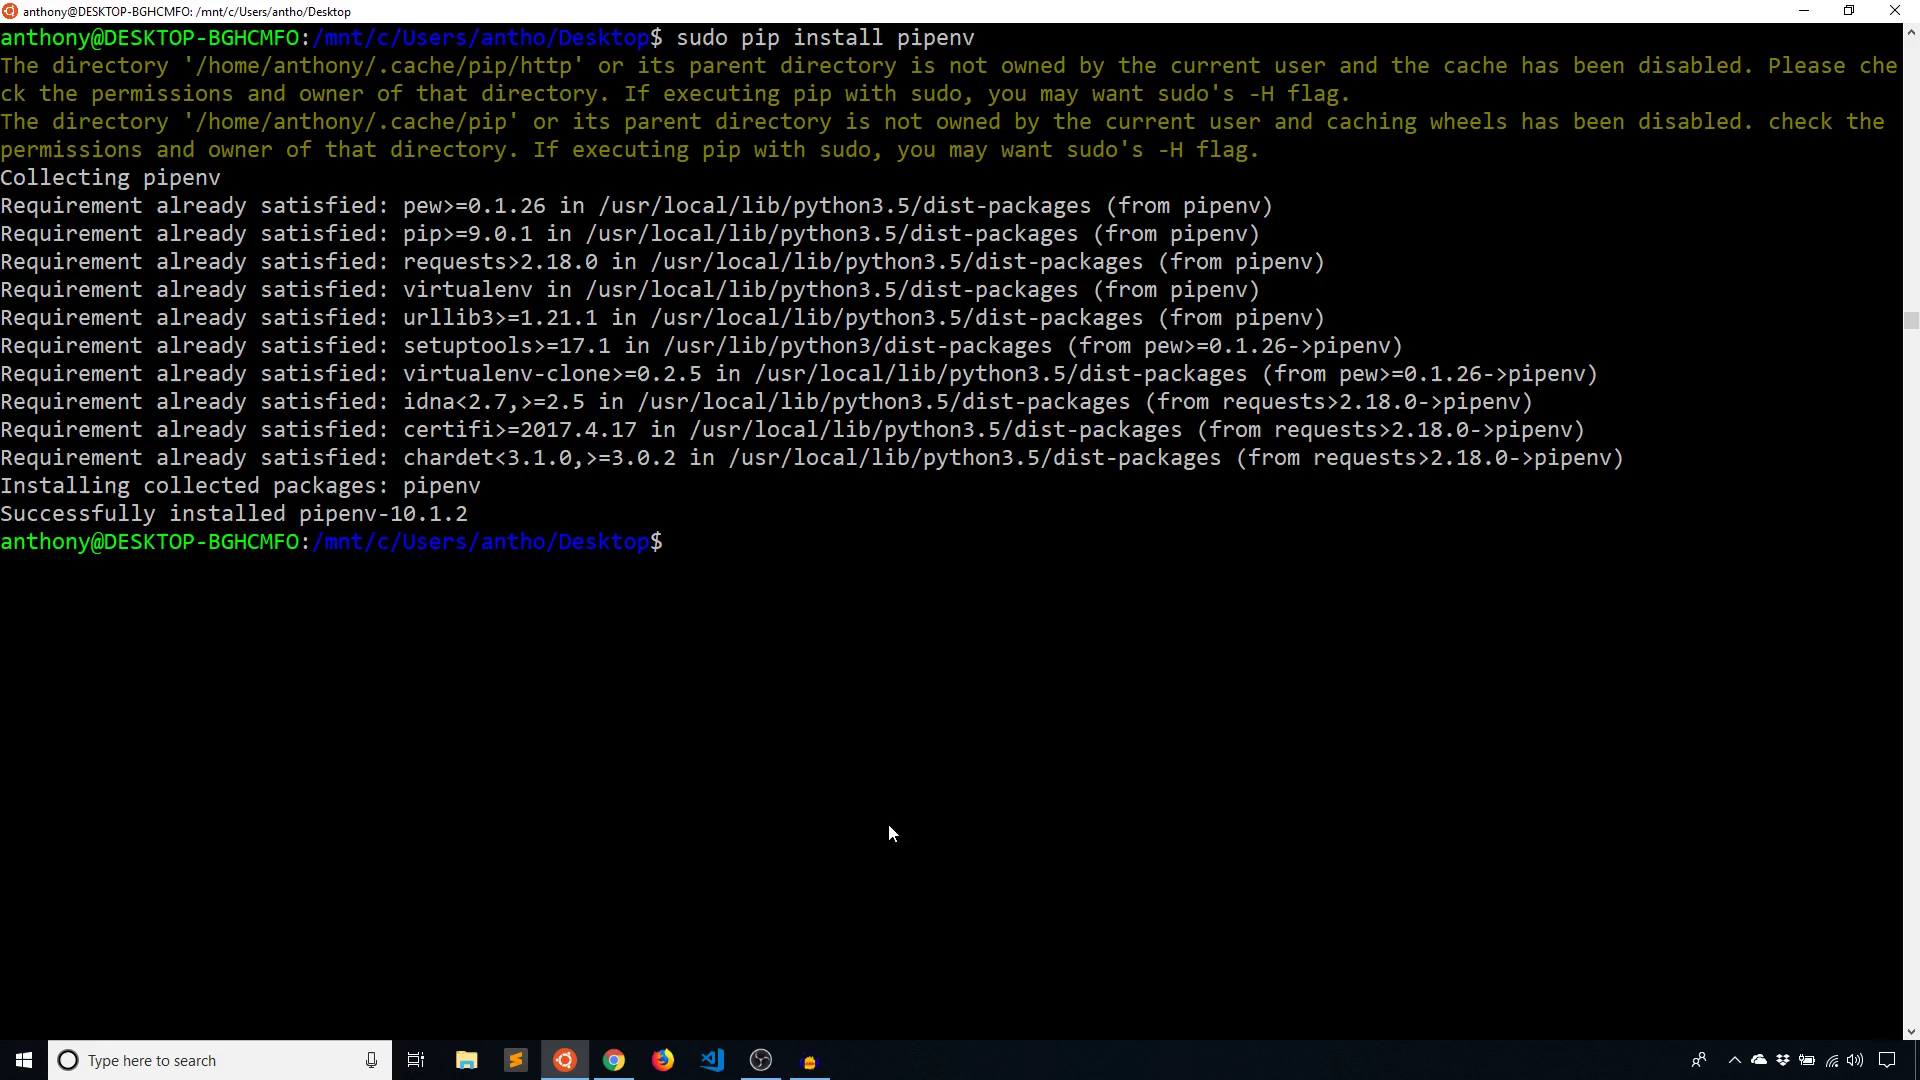 anthony@DESKTOP-BGHCMFO: /mnt/c/Users/antho/Desktop
anthony@DESKTOP-BGHCMFO:/mnt/c/Users/antho/Desktop$ sudo pip install pipenv
The directory '/home/anthony/.cache/pip/http' or its parent directory is not owned by the current user and the cache has been disabled. Please che
ck the permissions and owner of that directory. If executing pip with sudo, you may want sudo's -H flag.
The directory '/home/anthony/.cache/pip' or its parent directory is not owned by the current user and caching wheels has been disabled. check the
permissions and owner of that directory. If executing pip with sudo, you may want sudo's -H flag.
Collecting pipenv
Requirement already satisfied: pew>=0.1.26 in /usr/local/lib/python3.5/dist-packages (from pipenv)
Requirement already satisfied: pip>=9.0.1 in /usr/local/lib/python3.5/dist-packages (from pipenv)
Requirement already satisfied: requests>2.18.0 in /usr/local/lib/python3.5/dist-packages (from pipenv)
Requirement already satisfied: virtualenv in /usr/local/lib/python3.5/dist-packages (from pipenv)
Requirement already satisfied: urllib3>=1.21.1 in /usr/local/lib/python3.5/dist-packages (from pipenv)
Requirement already satisfied: setuptools>=17.1 in /usr/lib/python3/dist-packages (from pew>=0.1.26->pipenv)
Requirement already satisfied: virtualenv-clone>=0.2.5 in /usr/local/lib/python3.5/dist-packages (from pew>=0.1.26->pipenv)
Requirement already satisfied: idna<2.7,>=2.5 in /usr/local/lib/python3.5/dist-packages (from requests>2.18.0->pipenv)
Requirement already satisfied: certifi>=2017.4.17 in /usr/local/lib/python3.5/dist-packages (from requests>2.18.0->pipenv)
Requirement already satisfied: chardet<3.1.0,>=3.0.2 in /usr/local/lib/python3.5/dist-packages (from requests>2.18.0->pipenv)
Installing collected packages: pipenv
Successfully installed pipenv-10.1.2
anthony@DESKTOP-BGHCMFO:/mnt/c/Users/antho/Desktop$
Type here to search